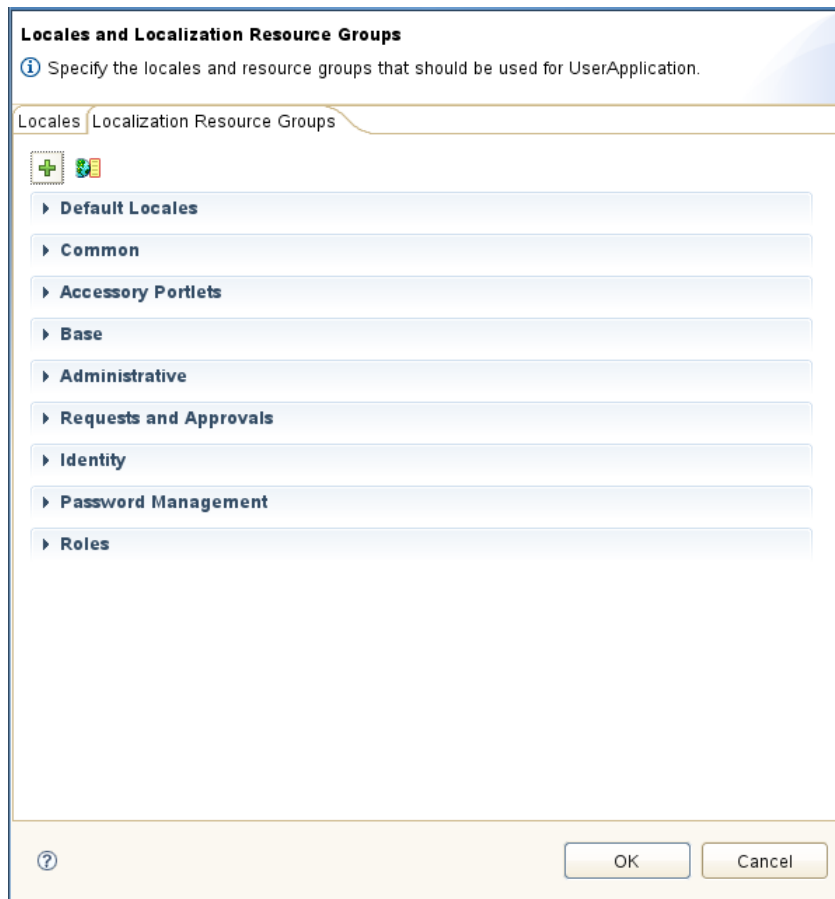 Locales and Localization Resource Groups
Specify the locales and resource groups that should be used for UserApplication.
Locales Localization Resource Groups
Default Locales
Common
Accessory Portlets
Base
Administrative
Requests and Approvals
Identity
Password Management
Roles
OK Cancel